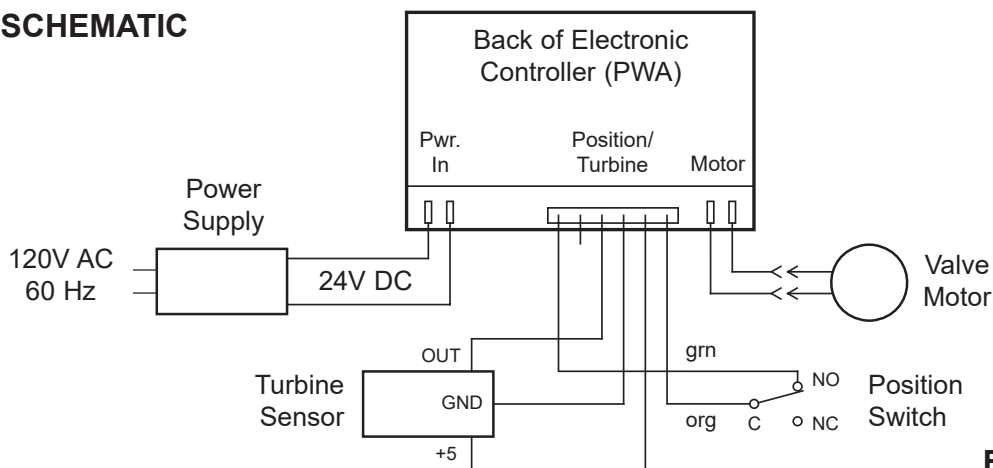 SCHEMATIC
Back of Electronic
Controller (PWA)
Pwr.
In
Position/
Turbine
Motor
Power
Supply
120V AC
60 Hz
24V DC
Valve
Motor
OUT
grn
Turbine
Sensor
GND
NO
Position
Switch
org
C
NC
+5